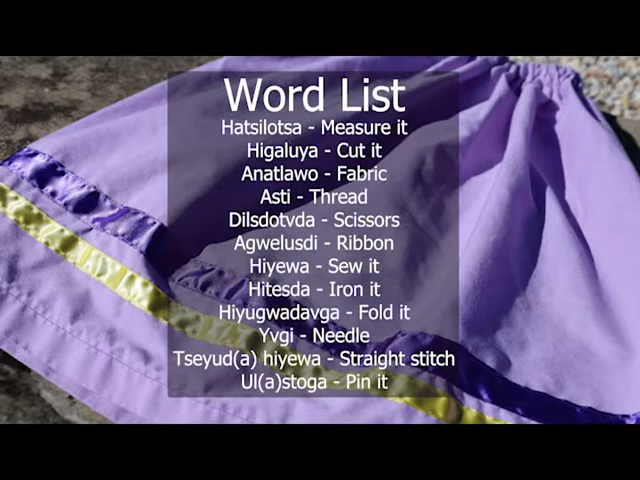 Word List
Hatsilotsa - Measure it
Higaluya - Cut it
Anatlawo - Fabric
Asti - Thread
Dilsdotvda - Scissors
Agwelusdi - Ribbon
Hiyewa - Sew it
Hitesda - Iron it
Hiyugwadavga - Fold it
Yvgi - Needle
Tseyud(a) hiyewa - Straight stitch
Ul(a)stoga - Pin it